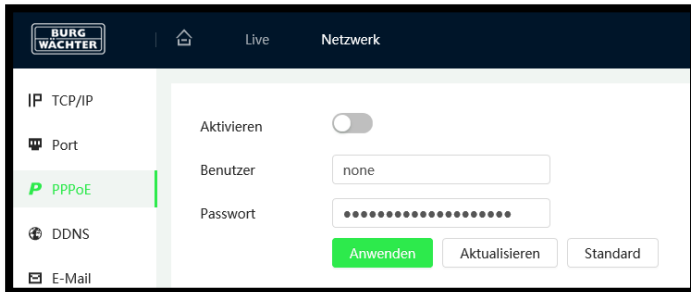 BURG
WÄCHTER
Live
Netzwerk
TCP/IP
Port
PPPoE
DDNS
E-Mail
Aktivieren
Benutzer
none
Passwort
●●●●●●●●●●●●●●●●●●●●
Anwenden
Aktualisieren
Standard